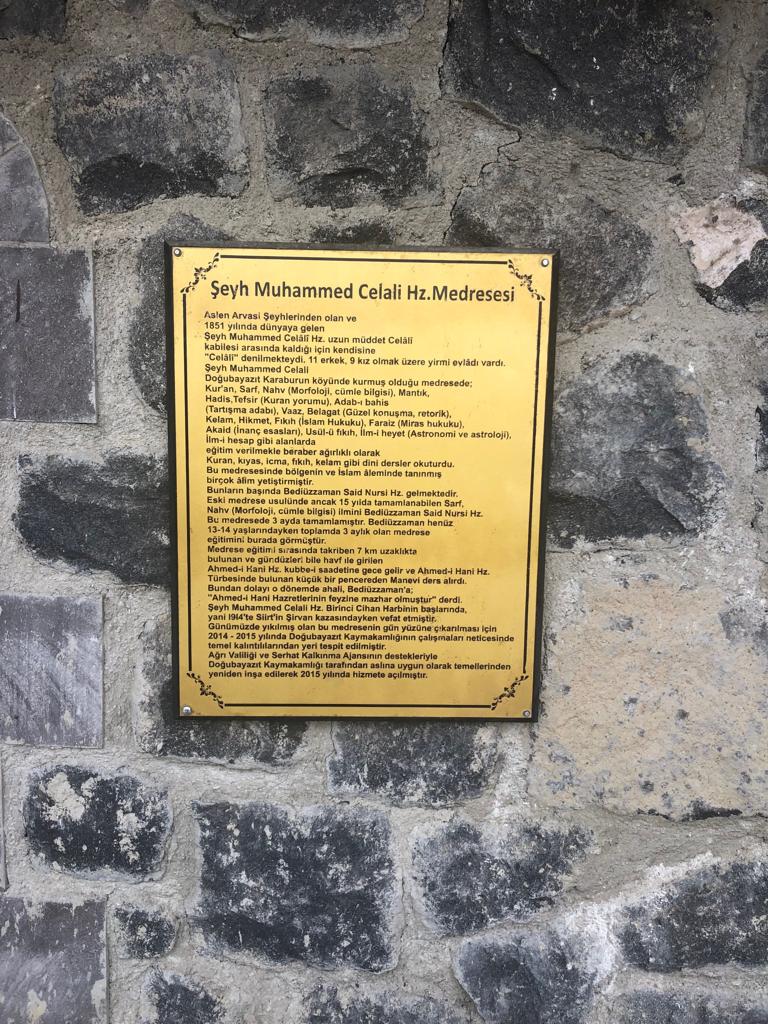 Şeyh Muhammed Celali Hz.Medresesi
Aslen Arvasi Şeyhlerinden olan ve
1851 yılında dünyaya gelen
Şeyh Muhammed Celâlî Hz. uzun müddet Celâlî
kabilesi arasında kaldığı için kendisine
"Celâlî" denilmekteydi. 11 erkek, 9 kız olmak üzere yirmi evlâdı vardı.
Şeyh Muhammed Celali
Doğubayazıt Karaburun köyünde kurmuş olduğu medresede;
Kur'an, Sarf, Nahv (Morfoloji, cümle bilgisi), Mantık,
Hadis,Tefsir (Kuran yorumu), Adab-ı bahis
(Tartışma adabı), Vaaz, Belagat (Güzel konuşma, retorik),
Kelam, Hikmet, Fıkıh (İslam Hukuku), Faraiz (Miras hukuku),
Akaid (İnanç esasları), Usül-ü fıkıh, İlm-i heyet (Astronomi ve astroloji),
İlm-i hesap gibi alanlarda
eğitim verilmekle beraber ağırlıklı olarak
Kuran, kıyas, icma, fıkıh, kelam gibi dini dersler okuturdu.
Bu medresesinde bölgenin ve İslam âleminde tanınmış
birçok âlim yetiştirmiştir.
Bunların başında Bediüzzaman Said Nursi Hz. gelmektedir.
Eski medrese usulünde ancak 15 yılda tamamlanabilen Sarf,
Nahv (Morfoloji, cümle bilgisi) ilmini Bediüzzaman Said Nursi Hz.
Bu medresede 3 ayda tamamlamıştır. Bediüzzaman henüz
13-14 yaşlarındayken toplamda 3 aylık olan medrese
eğitimini burada görmüştür.
Medrese eğitimi sırasında takriben 7 km uzaklıkta
bulunan ve gündüzleri bile havf ile girilen
Ahmed-i Hani Hz. kubbe-i saadetine gece gelir ve Ahmed-i Hani Hz.
Türbesinde bulunan küçük bir pencereden Manevi ders alırdı.
Bundan dolayı o dönemde ahali, Bediüzzaman'a;
"Ahmed-i Hani Hazretlerinin feyzine mazhar olmuştur" derdi.
Şeyh Muhammed Celali Hz. Birinci Cihan Harbinin başlarında,
yani 1914'te Siirt'in Şirvan kazasındayken vefat etmiştir.
Günümüzde yıkılmış olan bu medresenin gün yüzüne çıkarılması için
2014 - 2015 yılında Doğubayazıt Kaymakamlığının çalışmaları neticesinde
temel kalıntılarından yeri tespit edilmiştir.
Ağrı Valiliği ve Serhat Kalkınma Ajansının destekleriyle
Doğubayazıt Kaymakamlığı tarafından aslına uygun olarak temellerinden
yeniden inşa edilerek 2015 yılında hizmete açılmıştır.